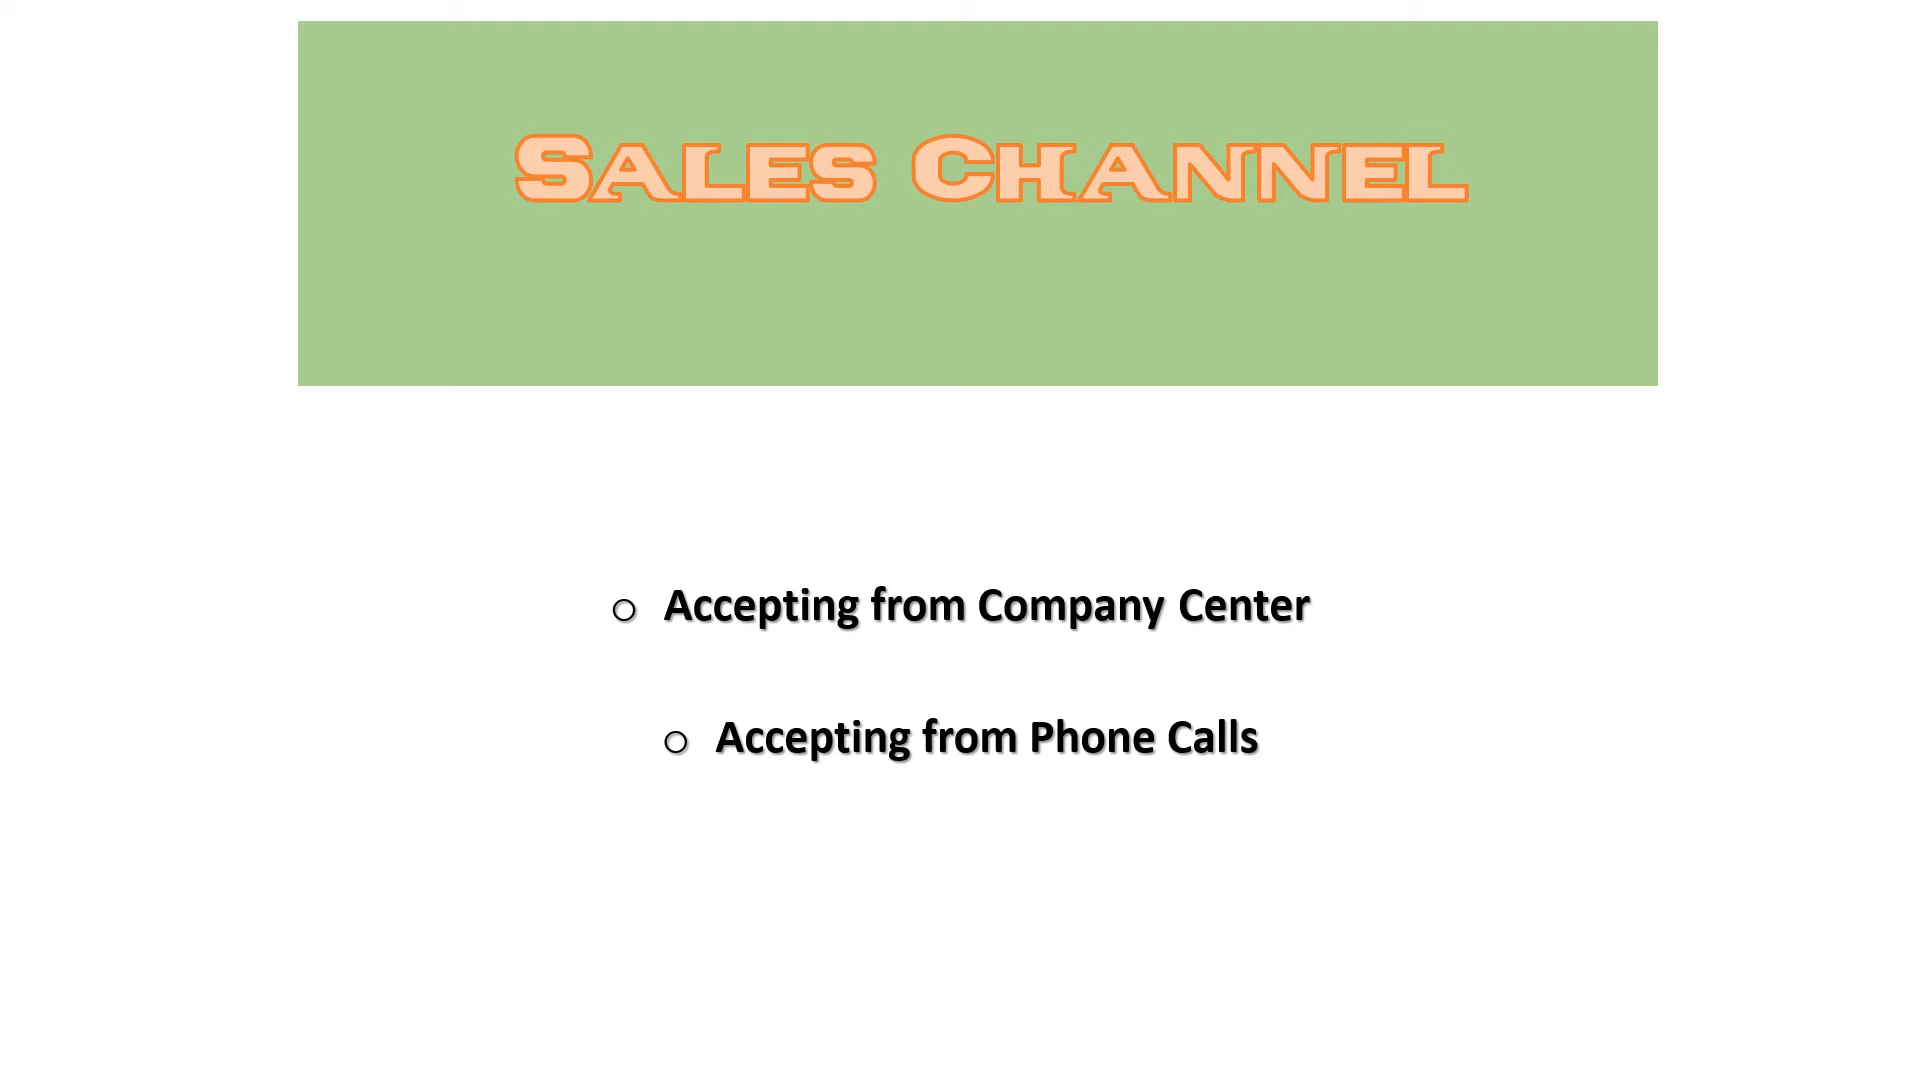 Sales Channel
o Accepting from Company Center
o Accepting from Phone Calls